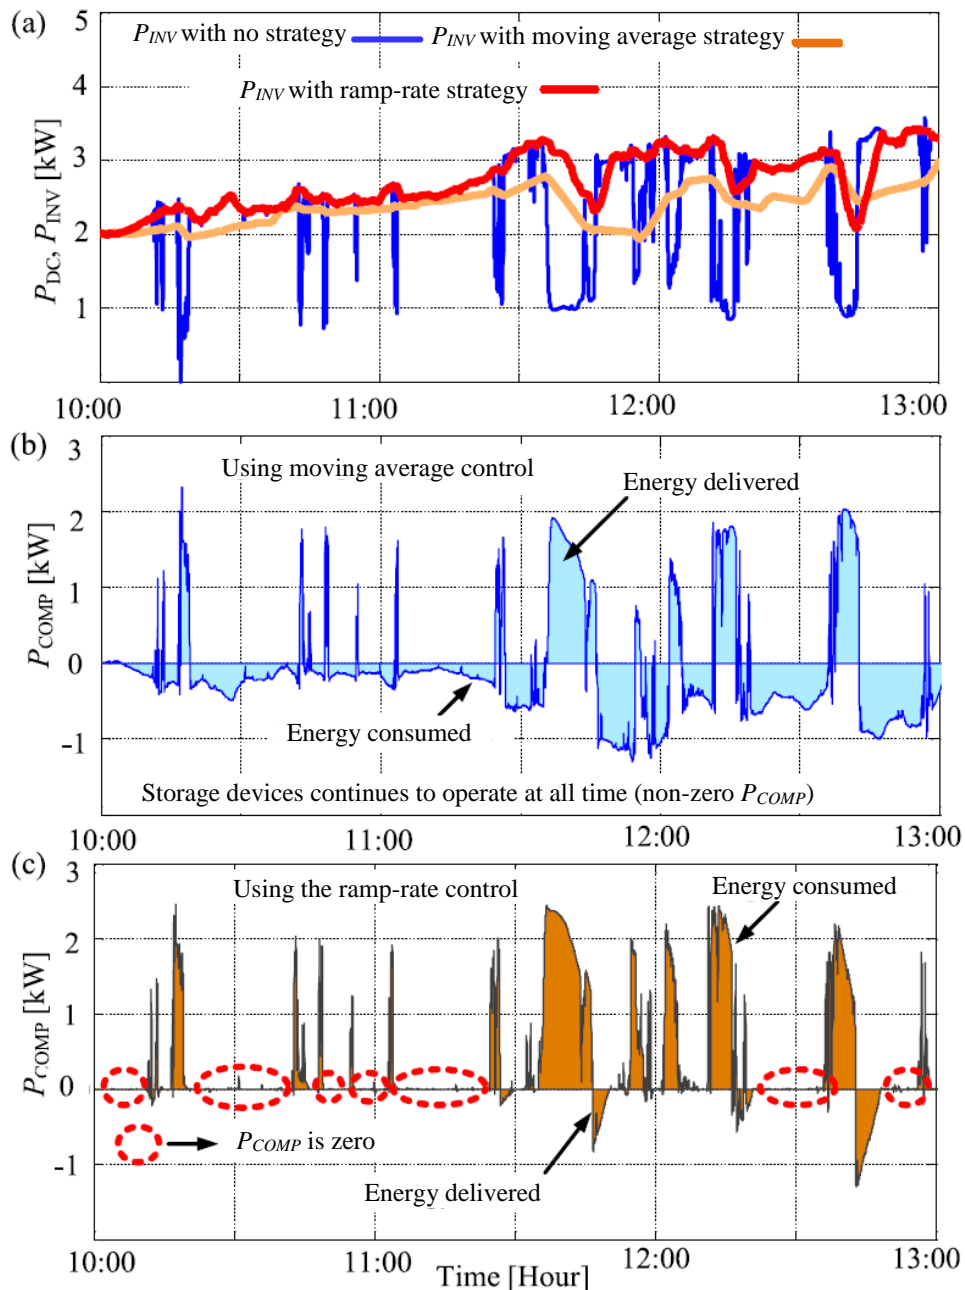 (a)
5
P_INV with no strategy P_INV with moving average strategy
4
P_INV with ramp-rate strategy
3
2
1
P_DC, P_INV [kW]
10:00 11:00 12:00 13:00
(b)
3
Using moving average control
Energy delivered
2
1
0
-1
P_COMP [kW]
Energy consumed
Storage devices continues to operate at all time (non-zero P_COMP)
10:00 11:00 12:00 13:00
(c)
3
Using the ramp-rate control
Energy consumed
2
1
0
-1
P_COMP [kW]
P_COMP is zero
Energy delivered
10:00 11:00 12:00 13:00
Time [Hour]